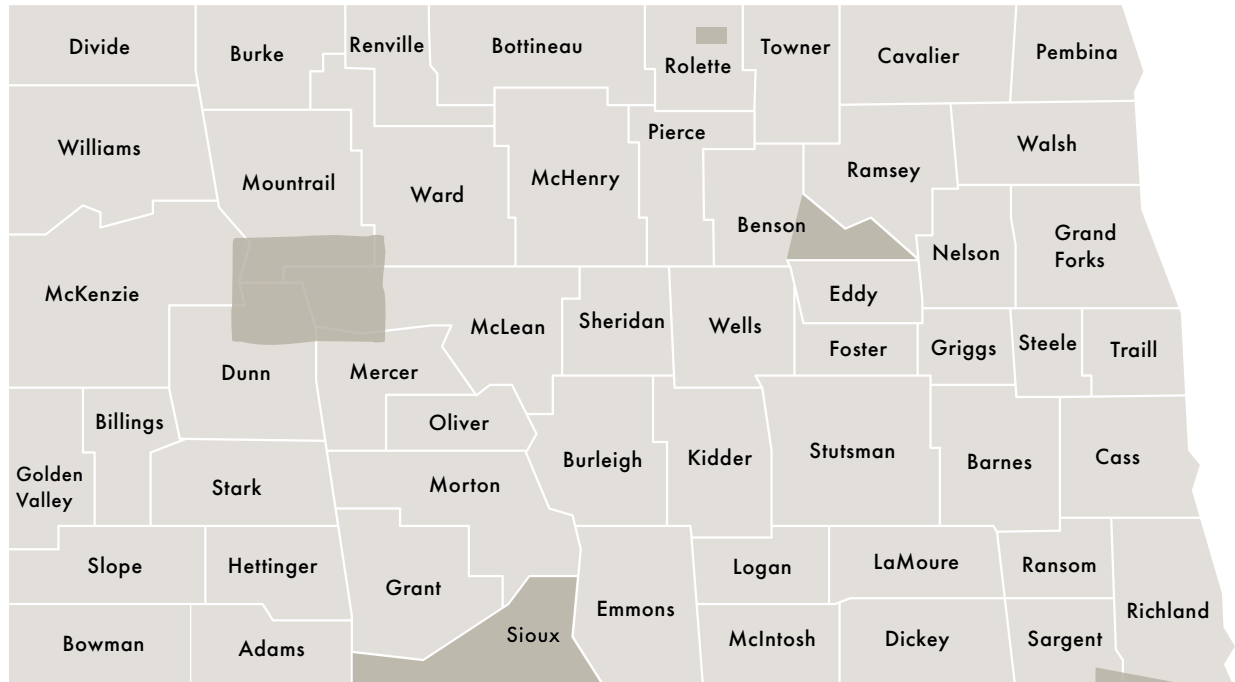 Divide
Burke
Renville
Bottineau
Rolette
Towner
Cavalier
Pembina
Williams
Mountrail
Ward
McHenry
Pierce
Benson
Ramsey
Walsh
Nelson
Grand
Forks
McKenzie
McLean
Sheridan
Wells
Eddy
Foster
Griggs
Steele
Traill
Dunn
Mercer
Oliver
Billings
Golden
Valley
Stark
Morton
Burleigh
Kidder
Stutsman
Barnes
Cass
Slope
Hettinger
Grant
Sioux
Emmons
Logan
LaMoure
Ransom
Richland
Bowman
Adams
McIntosh
Dickey
Sargent